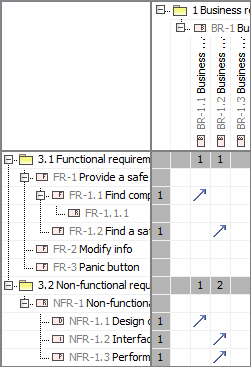 1 Business re
BR-1 Bu
BR-1.1 Business ...
BR-1.2 Business ...
BR-1.3 Business ...
3.1 Functional requirem 1 1
FR-1 Provide a safe
FR-1.1 Find comp 1
FR-1.1.1
FR-1.2 Find a sa 1
FR-2 Modify info
FR-3 Panic button
3.2 Non-functional requ 1 2
NFR-1 Non-functiona
NFR-1.1 Design c 1
NFR-1.2 Interfac 1
NFR-1.3 Perform 1